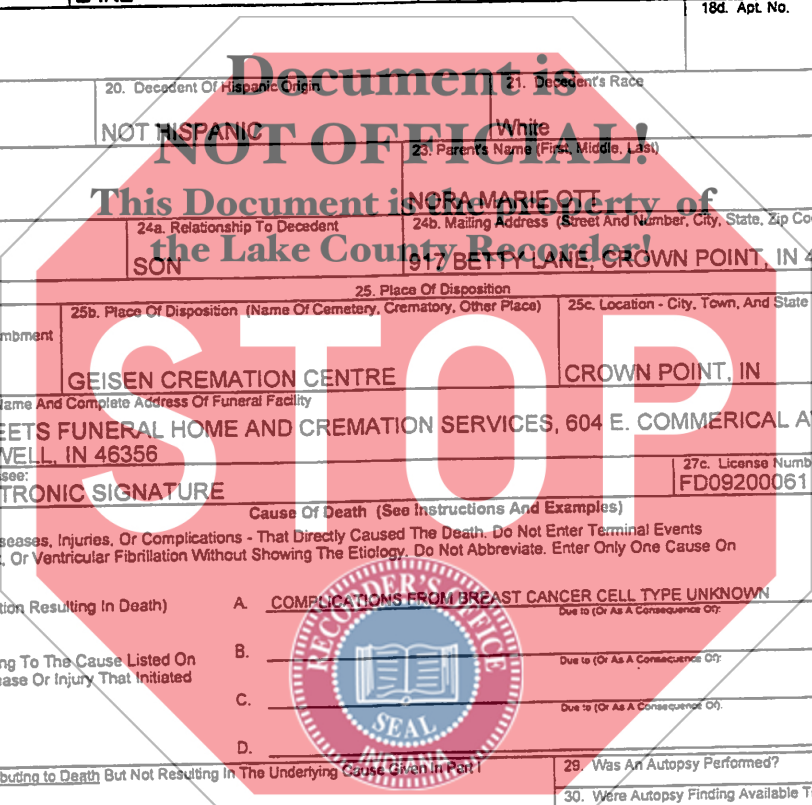 18d. Apt. No.
20. Decedent Of Hispanic Origin
21. Decedent's Race
Document is
NOT HISPANIC
White
NOT OFFICIAL!
23. Parent's Name (First, Middle, Last)
NORA MARIE OTT
This Document is the property of
24a. Relationship To Decedent
24b. Mailing Address (Street And Number, City, State, Zip Co
the Lake County Recorder!
SON
917 BETTY LANE, CROWN POINT, IN 4
25. Place Of Disposition
25b. Place Of Disposition (Name Of Cemetery, Crematory, Other Place)
25c. Location - City, Town, And State
mbment
STOP
GEISEN CREMATION CENTRE
CROWN POINT, IN
Name And Complete Address Of Funeral Facility
EETS FUNERAL HOME AND CREMATION SERVICES, 604 E. COMMERICAL AV
WELL, IN 46356
see:
27c. License Numb
TRONIC SIGNATURE
FD09200061
Cause Of Death (See Instructions And Examples)
seases, Injuries, Or Complications - That Directly Caused The Death. Do Not Enter Terminal Events
, Or Ventricular Fibrillation Without Showing The Etiology. Do Not Abbreviate. Enter Only One Cause On
tion Resulting In Death)
A. COMPLICATIONS FROM BREAST CANCER CELL TYPE UNKNOWN
Due to (Or As A Consequence Of):
RECORDER'S OFFICE
B.
ng To The Cause Listed On
Due to (Or As A Consequence Of):
ase Or Injury That Initiated
C.
Due to (Or As A Consequence Of):
SEAL
INDIANA
D.
buting to Death But Not Resulting In The Underlying Cause Given In Part I
29. Was An Autopsy Performed?
30. Were Autopsy Finding Available T